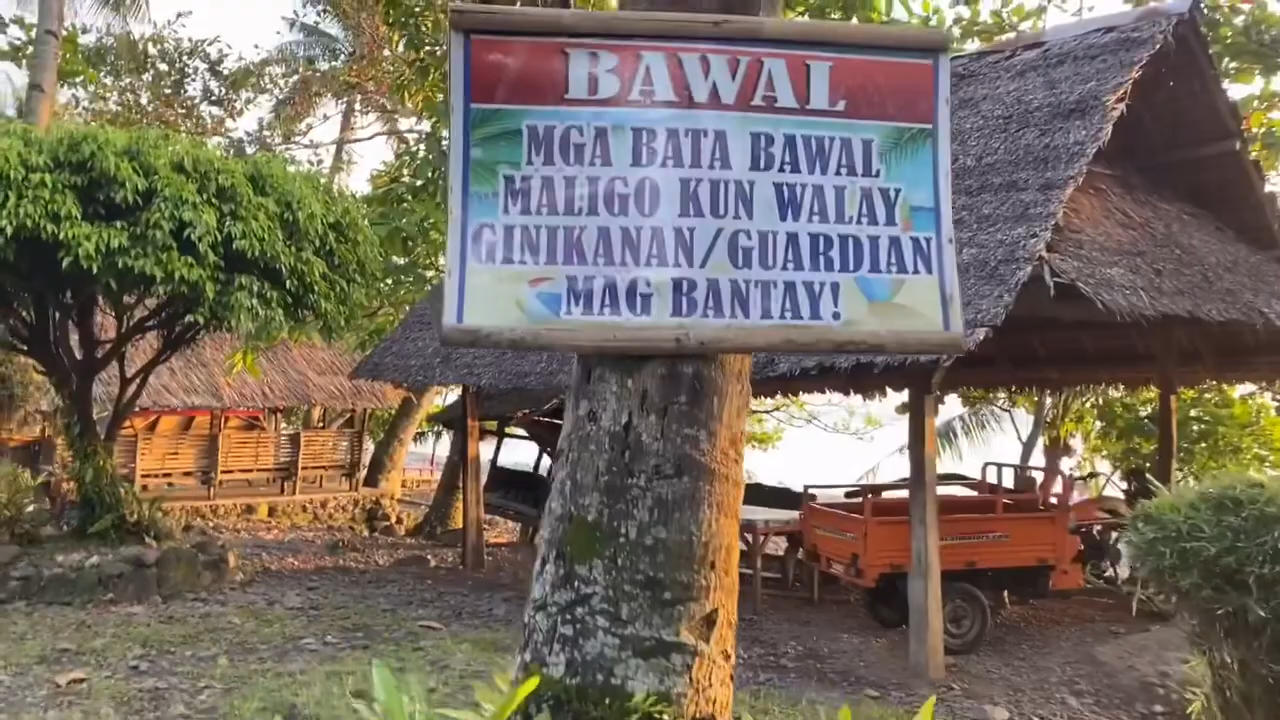 BAWAL
MGA BATA BAWAL
MALIGO KUN WALAY
GINIKANAN/GUARDIAN
MAG BANTAY!